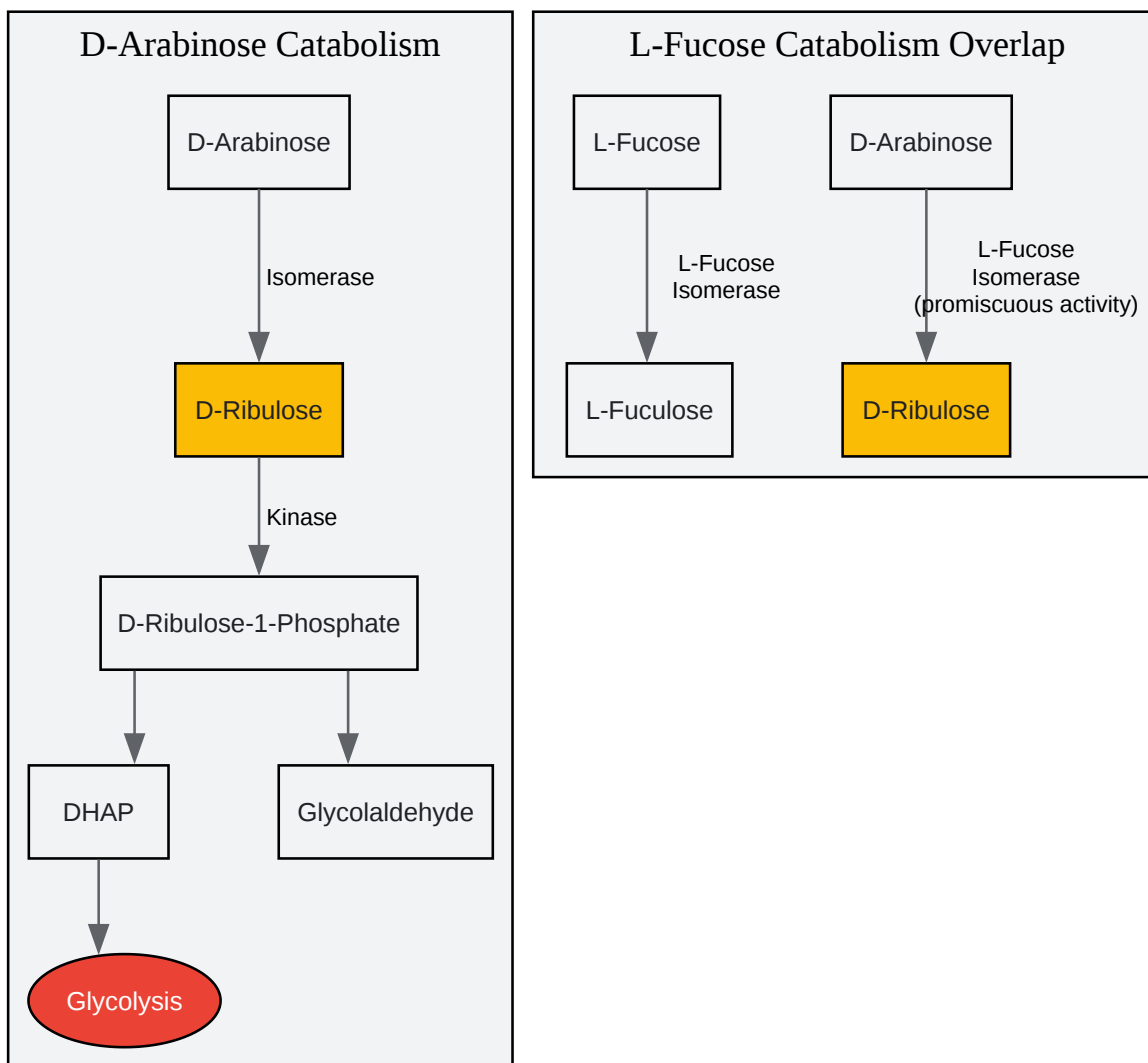 D-Arabinose Catabolism
D-Arabinose
Isomerase
D-Ribulose
Kinase
D-Ribulose-1-Phosphate
DHAP
Glycolaldehyde
Glycolysis
L-Fucose Catabolism Overlap
L-Fucose
D-Arabinose
L-Fucose
Isomerase
L-Fucose
Isomerase
(promiscuous activity)
L-Fuculose
D-Ribulose